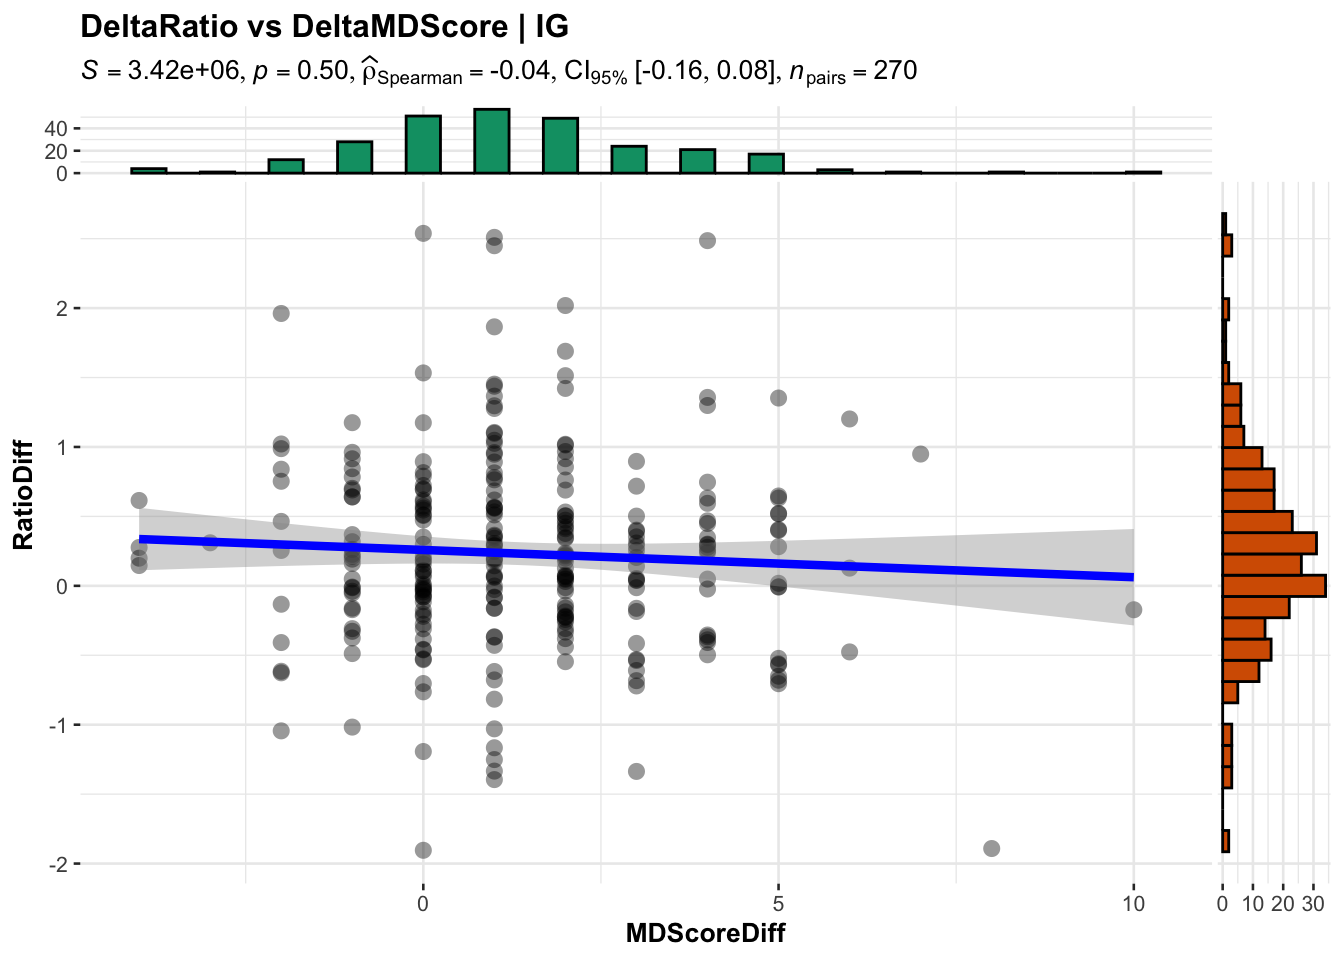 DeltaRatio vs DeltaMDScore | IG
S = 3.42e+06, p = 0.50, ρ̂Spearman = -0.04, CI95% [-0.16, 0.08], npairs = 270
40
20
0
2
1
0
-1
-2
RatioDiff
0 5 10
0 10 20 30
MDScoreDiff